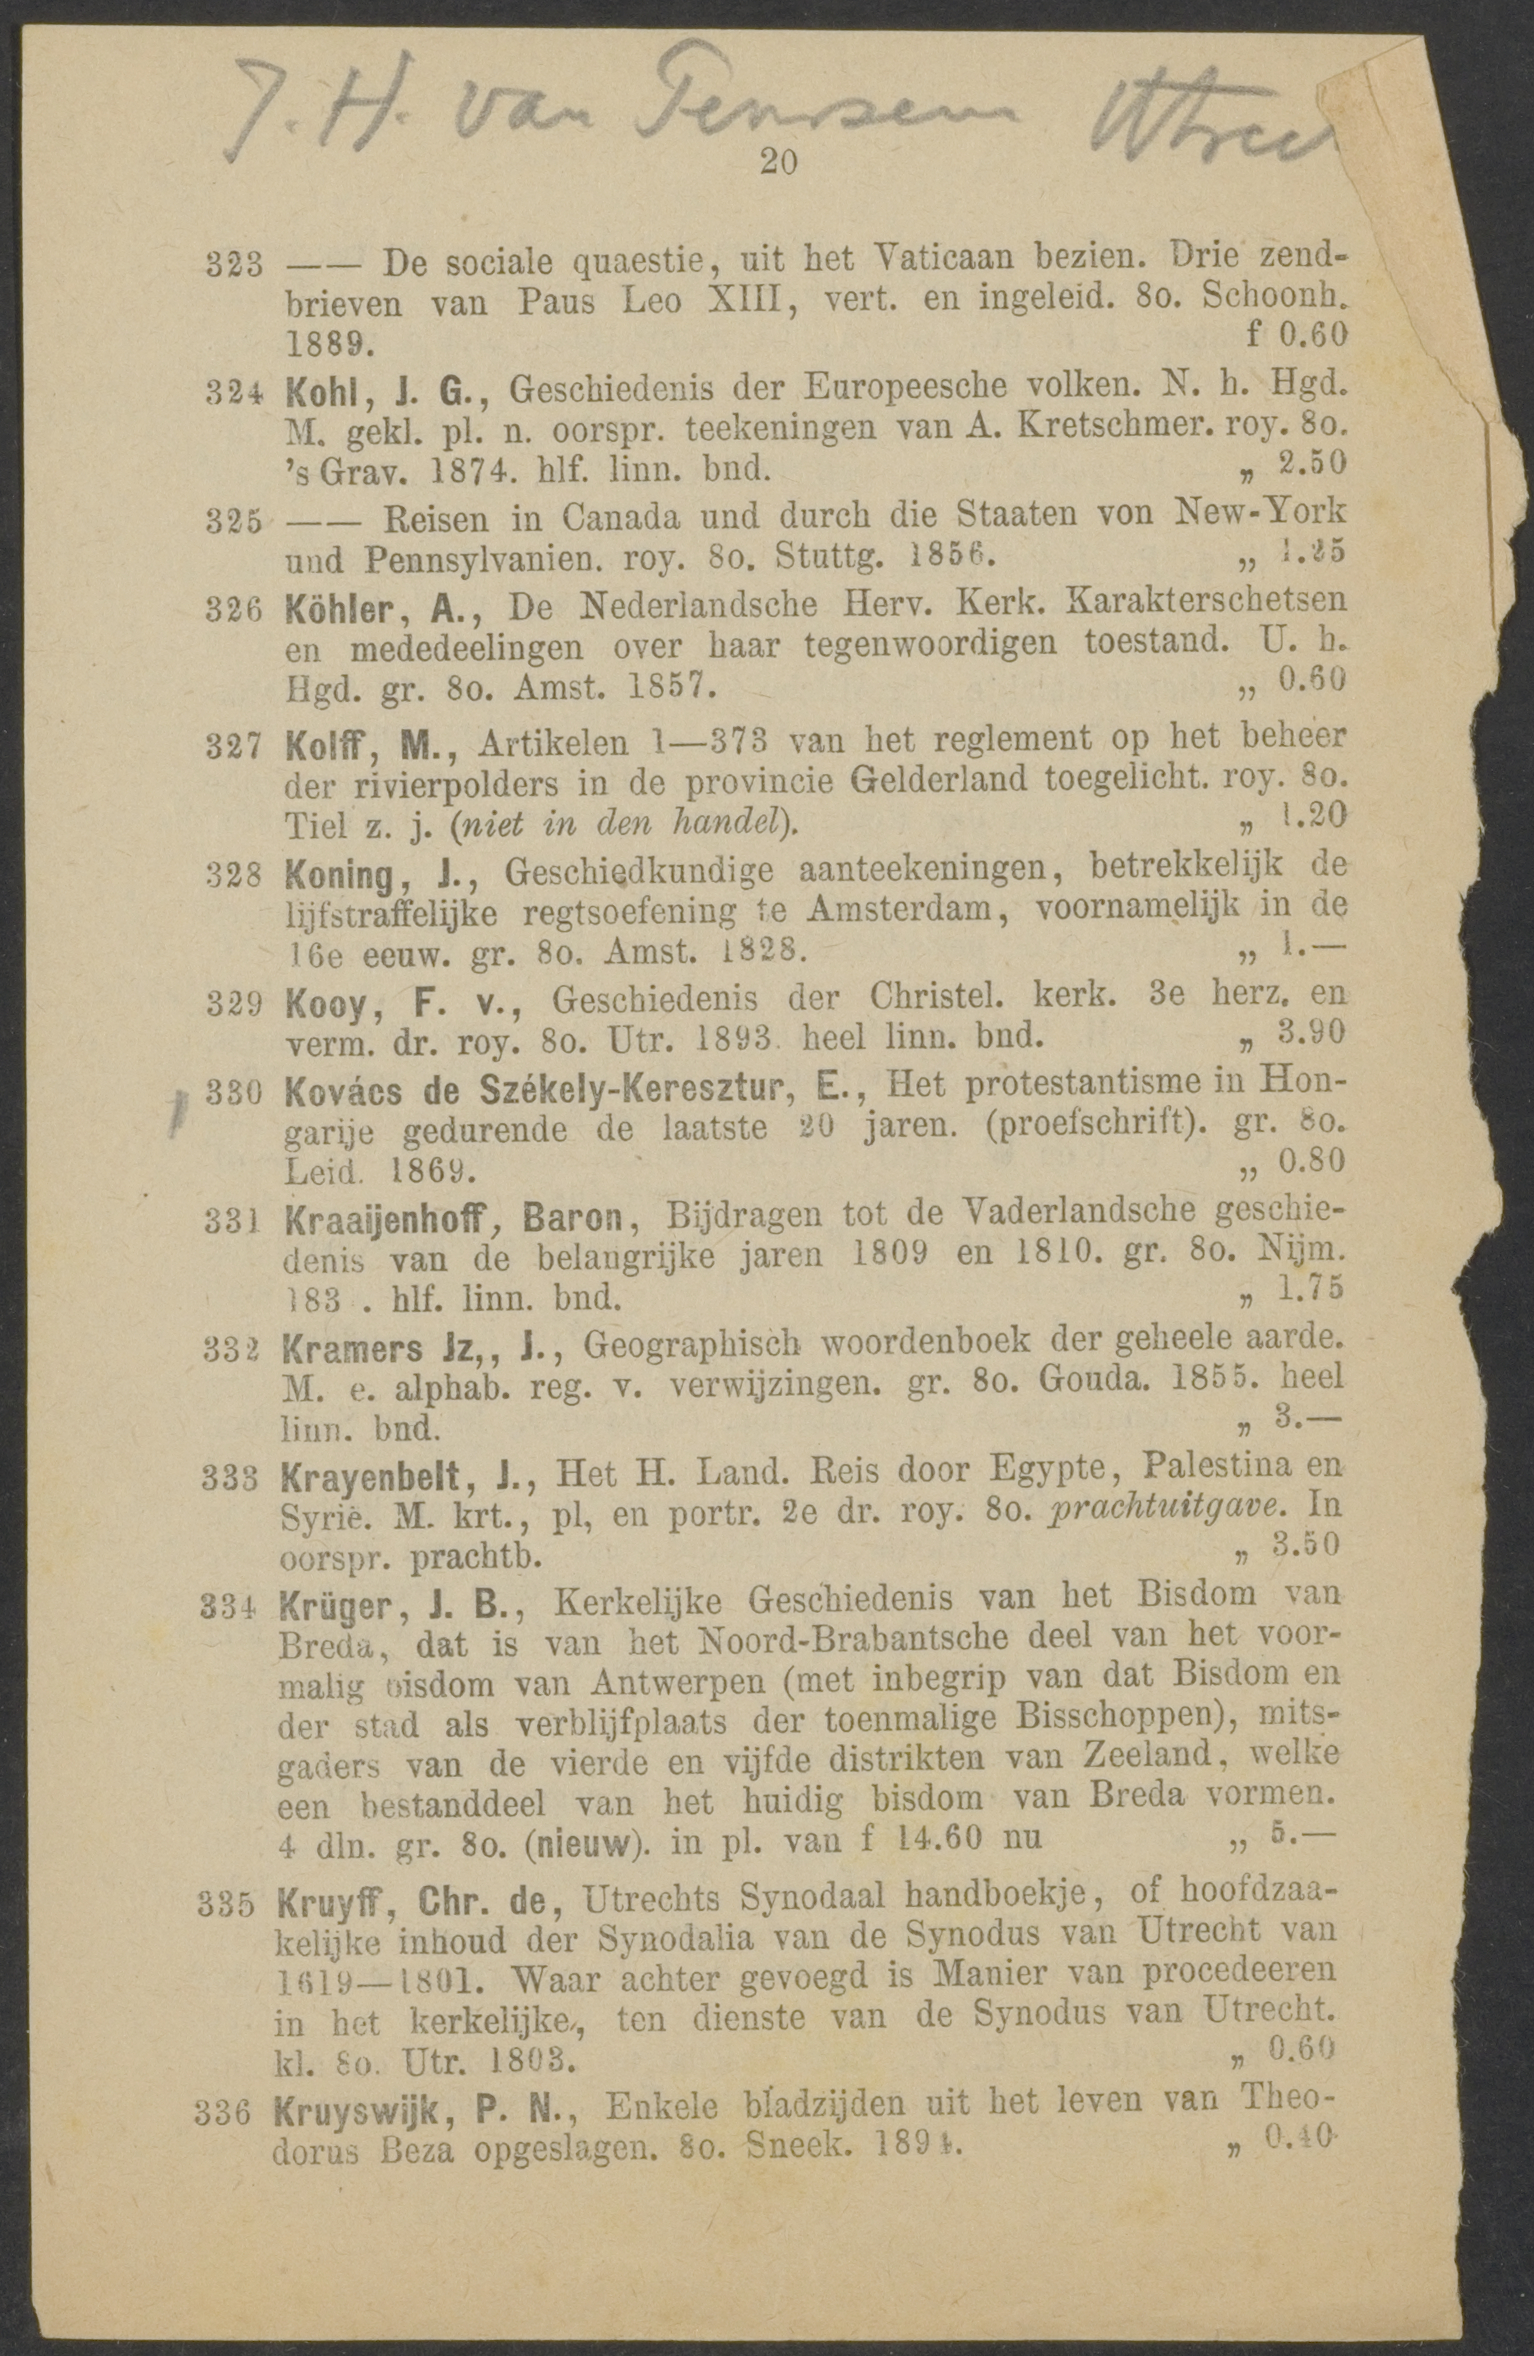 J. H. van
20
323 —— De sociale quaestie, uit het Vaticaan bezien. Drie zend-
brieven van Paus Leo XIII, vert. en ingeleid. 8o. Schoonh.
1889. f 0.60
324 Kohl, J. G., Geschiedenis der Europeesche volken. N. h. Hgd.
M. gekl. pl. n. oorspr. teekeningen van A. Kretschmer. roy. 8o.
's Grav. 1874. hlf. linn. bnd. „ 2.50
325 —— Reisen in Canada und durch die Staaten von New-York
und Pennsylvanien. roy. 8o. Stuttg. 1856. „
326 Köhler, A., De Nederlandsche Herv. Kerk. Karakterschetsen
en mededeelingen over haar tegenwoordigen toestand. U. h.
Hgd. gr. 8o. Amst. 1857. „ 0.60
327 Kolff, M., Artikelen 1—373 van het reglement op het beheer
der rivierpolders in de provincie Gelderland toegelicht. roy. 8o.
Tiel z. j. (niet in den handel). „ 1.20
328 Koning, J., Geschiedkundige aanteekeningen, betrekkelijk de
lijfstraffelijke regtsoefening te Amsterdam, voornamelijk in de
16e eeuw. gr. 8o. Amst. 1828. „ 1.—
329 Kooy, F. v., Geschiedenis der Christel. kerk. 3e herz. en
verm. dr. roy. 8o. Utr. 1893. heel linn. bnd. „ 3.90
330 Kovács de Székely-Keresztur, E., Het protestantisme in Hon-
garije gedurende de laatste 20 jaren. (proefschrift). gr. 8o.
Leid. 1869. „ 0.80
331 Kraaijenhoff, Baron, Bijdragen tot de Vaderlandsche geschie-
denis van de belangrijke jaren 1809 en 1810. gr. 8o. Nijm.
183 . hlf. linn. bnd. „ 1.75
332 Kramers Jz,, J., Geographisch woordenboek der geheele aarde.
M. e. alphab. reg. v. verwijzingen. gr. 8o. Gouda. 1855. heel
linn. bnd. „ 3.—
333 Krayenbelt, J., Het H. Land. Reis door Egypte, Palestina en
Syrië. M. krt., pl, en portr. 2e dr. roy. 8o. prachtuitgave. In
oorspr. prachtb. „ 3.50
334 Krüger, J. B., Kerkelijke Geschiedenis van het Bisdom van
Breda, dat is van het Noord-Brabantsche deel van het voor-
malig bisdom van Antwerpen (met inbegrip van dat Bisdom en
der stad als verblijfplaats der toenmalige Bisschoppen), mits-
gaders van de vierde en vijfde distrikten van Zeeland, welke
een bestanddeel van het huidig bisdom van Breda vormen.
4 dln. gr. 8o. (nieuw). in pl. van f 14.60 nu „ 5.—
335 Kruyff, Chr. de, Utrechts Synodaal handboekje, of hoofdzaa-
kelijke inhoud der Synodalia van de Synodus van Utrecht van
1619—1801. Waar achter gevoegd is Manier van procedeeren
in het kerkelijke, ten dienste van de Synodus van Utrecht.
kl. 8o. Utr. 1803. „ 0.60
336 Kruyswijk, P. N., Enkele bladzijden uit het leven van Theo-
dorus Beza opgeslagen. 8o. Sneek. 1894. „ 0.40